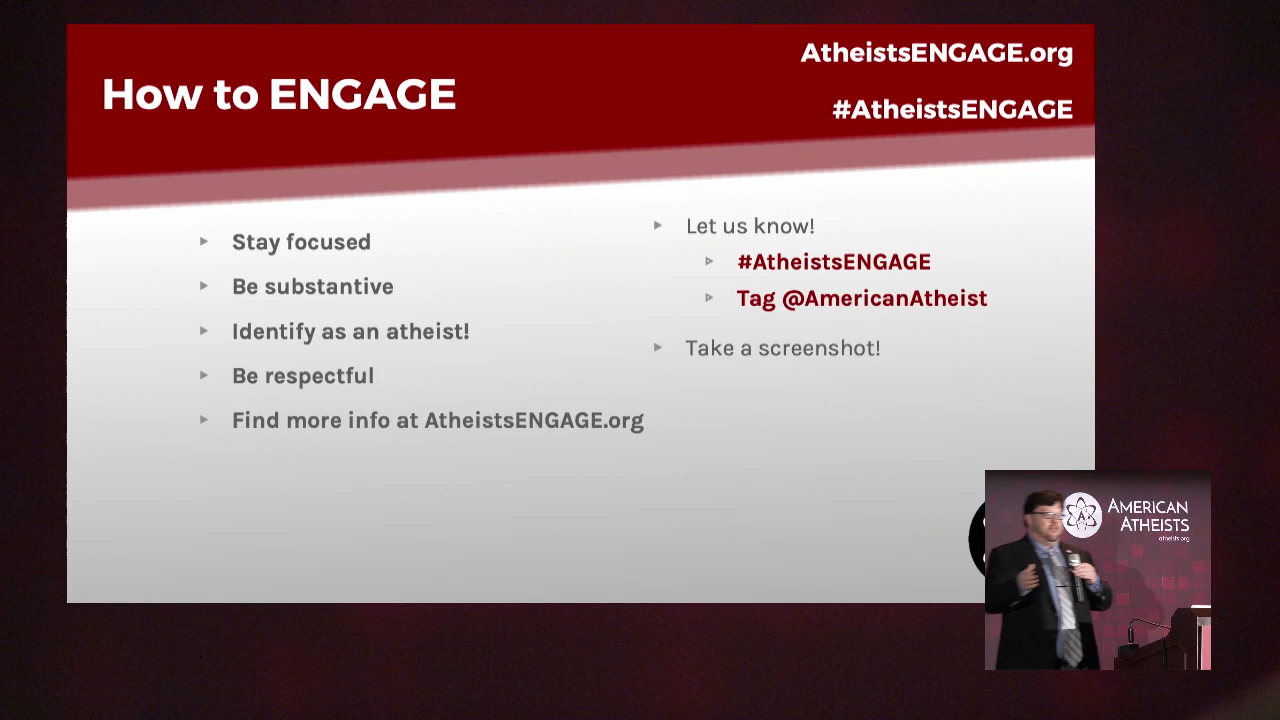 How to ENGAGE
AtheistsENGAGE.org
#AtheistsENGAGE
Stay focused
Be substantive
Identify as an atheist!
Be respectful
Find more info at AtheistsENGAGE.org
Let us know!
#AtheistsENGAGE
Tag @AmericanAtheist
Take a screenshot!
AMERICAN
ATHEISTS
atheists.org